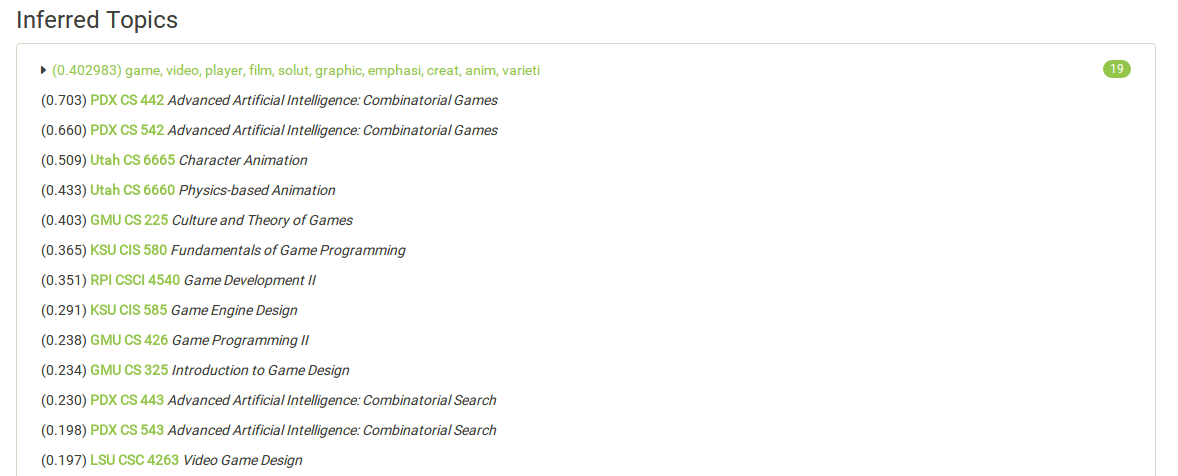 Inferred Topics
(0.402983) game, video, player, film, solut, graphic, emphasi, creat, anim, varieti 19
(0.703) PDX CS 442 Advanced Artificial Intelligence: Combinatorial Games
(0.660) PDX CS 542 Advanced Artificial Intelligence: Combinatorial Games
(0.509) Utah CS 6665 Character Animation
(0.433) Utah CS 6660 Physics-based Animation
(0.403) GMU CS 225 Culture and Theory of Games
(0.365) KSU CIS 580 Fundamentals of Game Programming
(0.351) RPI CSCI 4540 Game Development II
(0.291) KSU CIS 585 Game Engine Design
(0.238) GMU CS 426 Game Programming II
(0.234) GMU CS 325 Introduction to Game Design
(0.230) PDX CS 443 Advanced Artificial Intelligence: Combinatorial Search
(0.198) PDX CS 543 Advanced Artificial Intelligence: Combinatorial Search
(0.197) LSU CSC 4263 Video Game Design